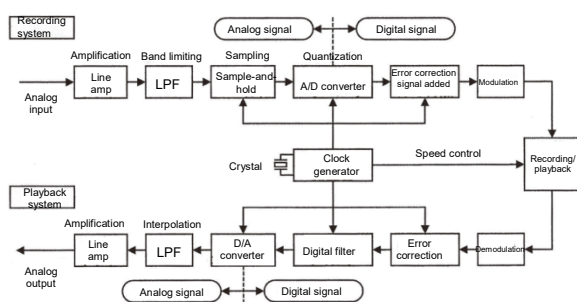 Recording
system
Analog signal
Digital signal
Amplification
Band limiting
Sampling
Quantization
Line
amp
LPF
Sample-and-
hold
A/D converter
Error correction
signal added
Modulation
Analog
input
Crystal
Clock
generator
Speed control
Recording/
playback
Playback
system
Amplification
Interpolation
Line
amp
LPF
D/A
converter
Digital filter
Error
correction
Demodulation
Analog
output
Analog signal
Digital signal